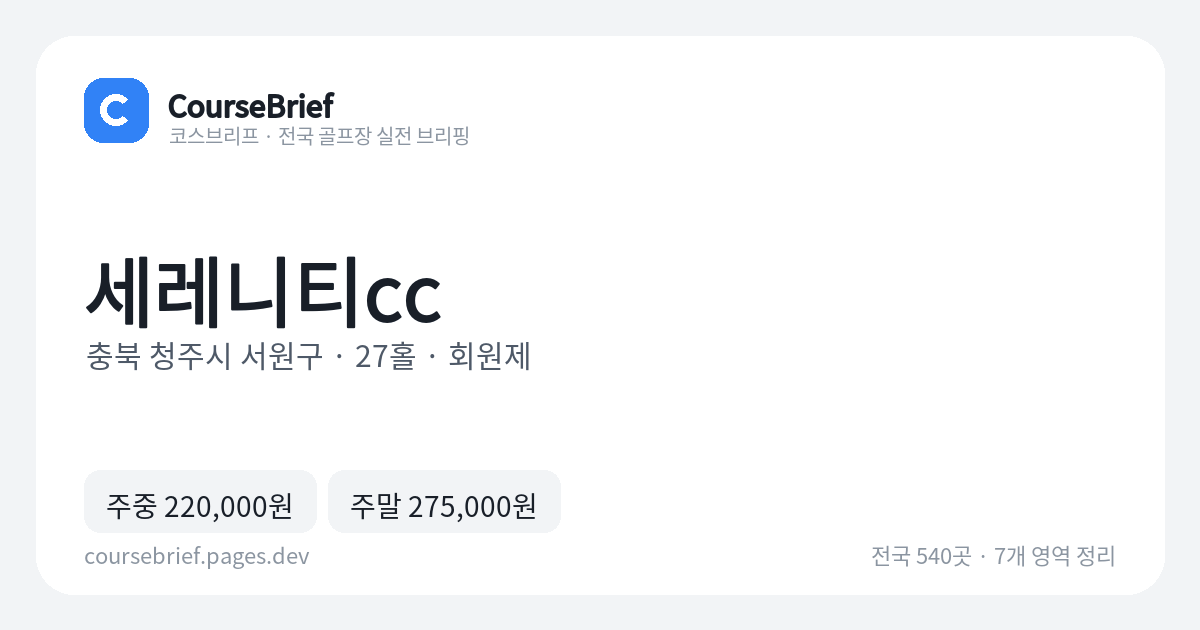 C
CourseBrief
코스브리프 · 전국 골프장 실전 브리핑
세레니티cc
충북 청주시 서원구 · 27홀 · 회원제
주중 220,000원 주말 275,000원
coursebrief.pages.dev 전국 540곳 · 7개 영역 정리